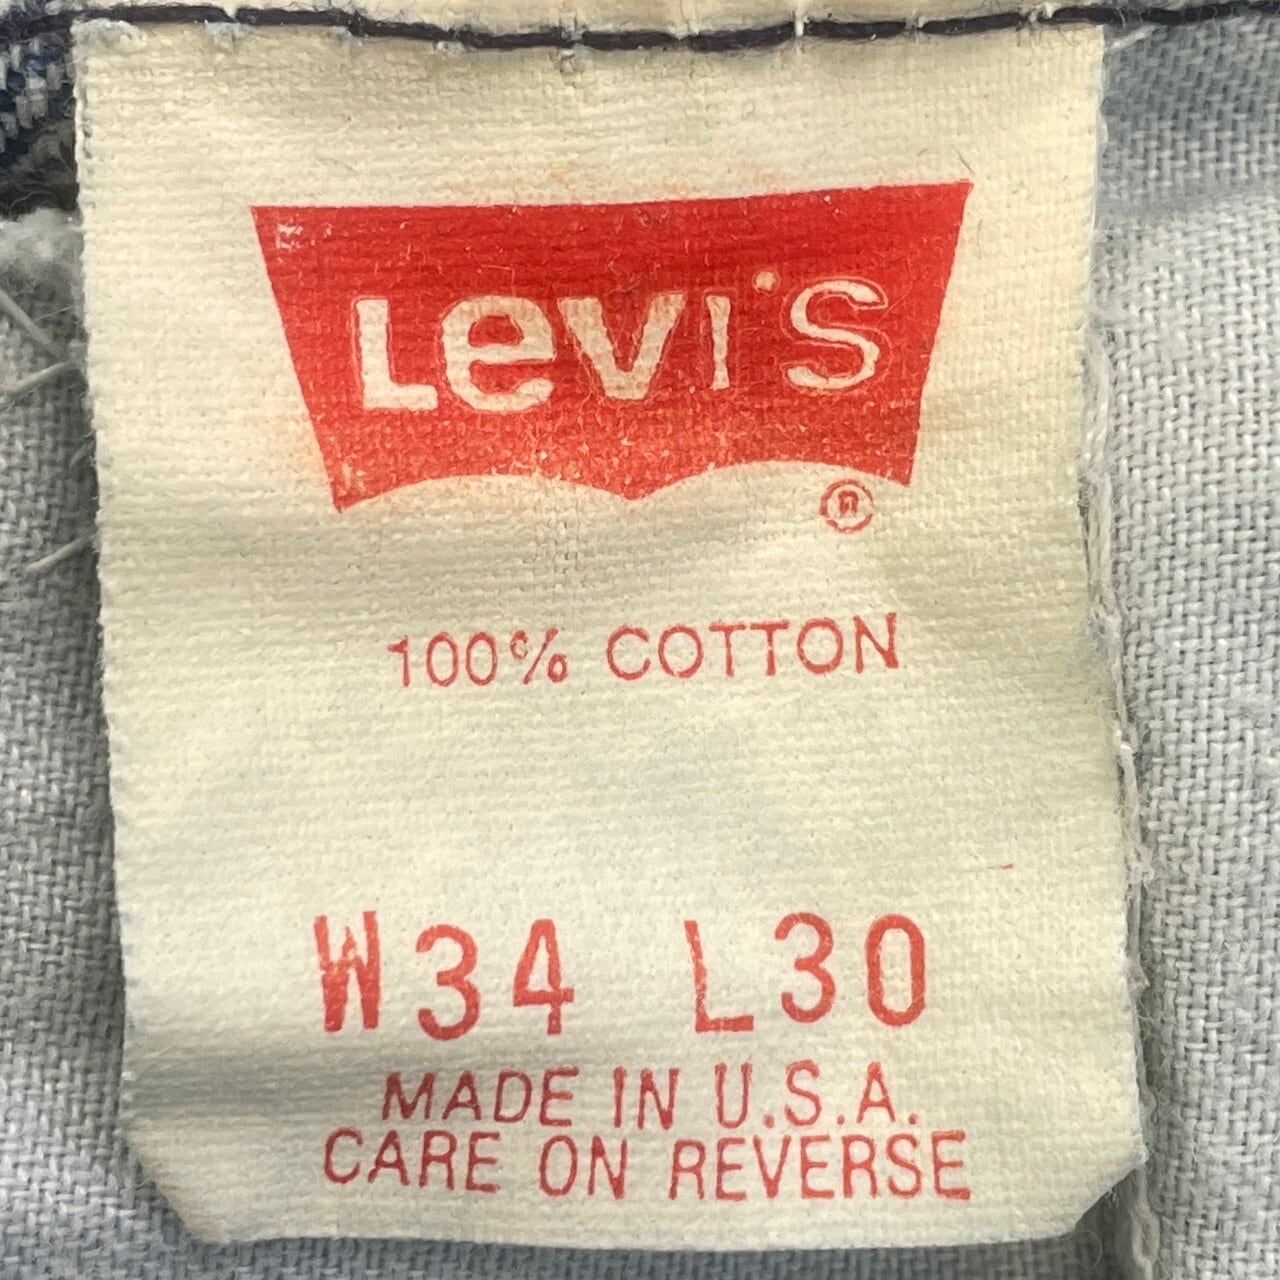 Levi's
®
100% COTTON
W34 L30
MADE IN U.S.A.
CARE ON REVERSE